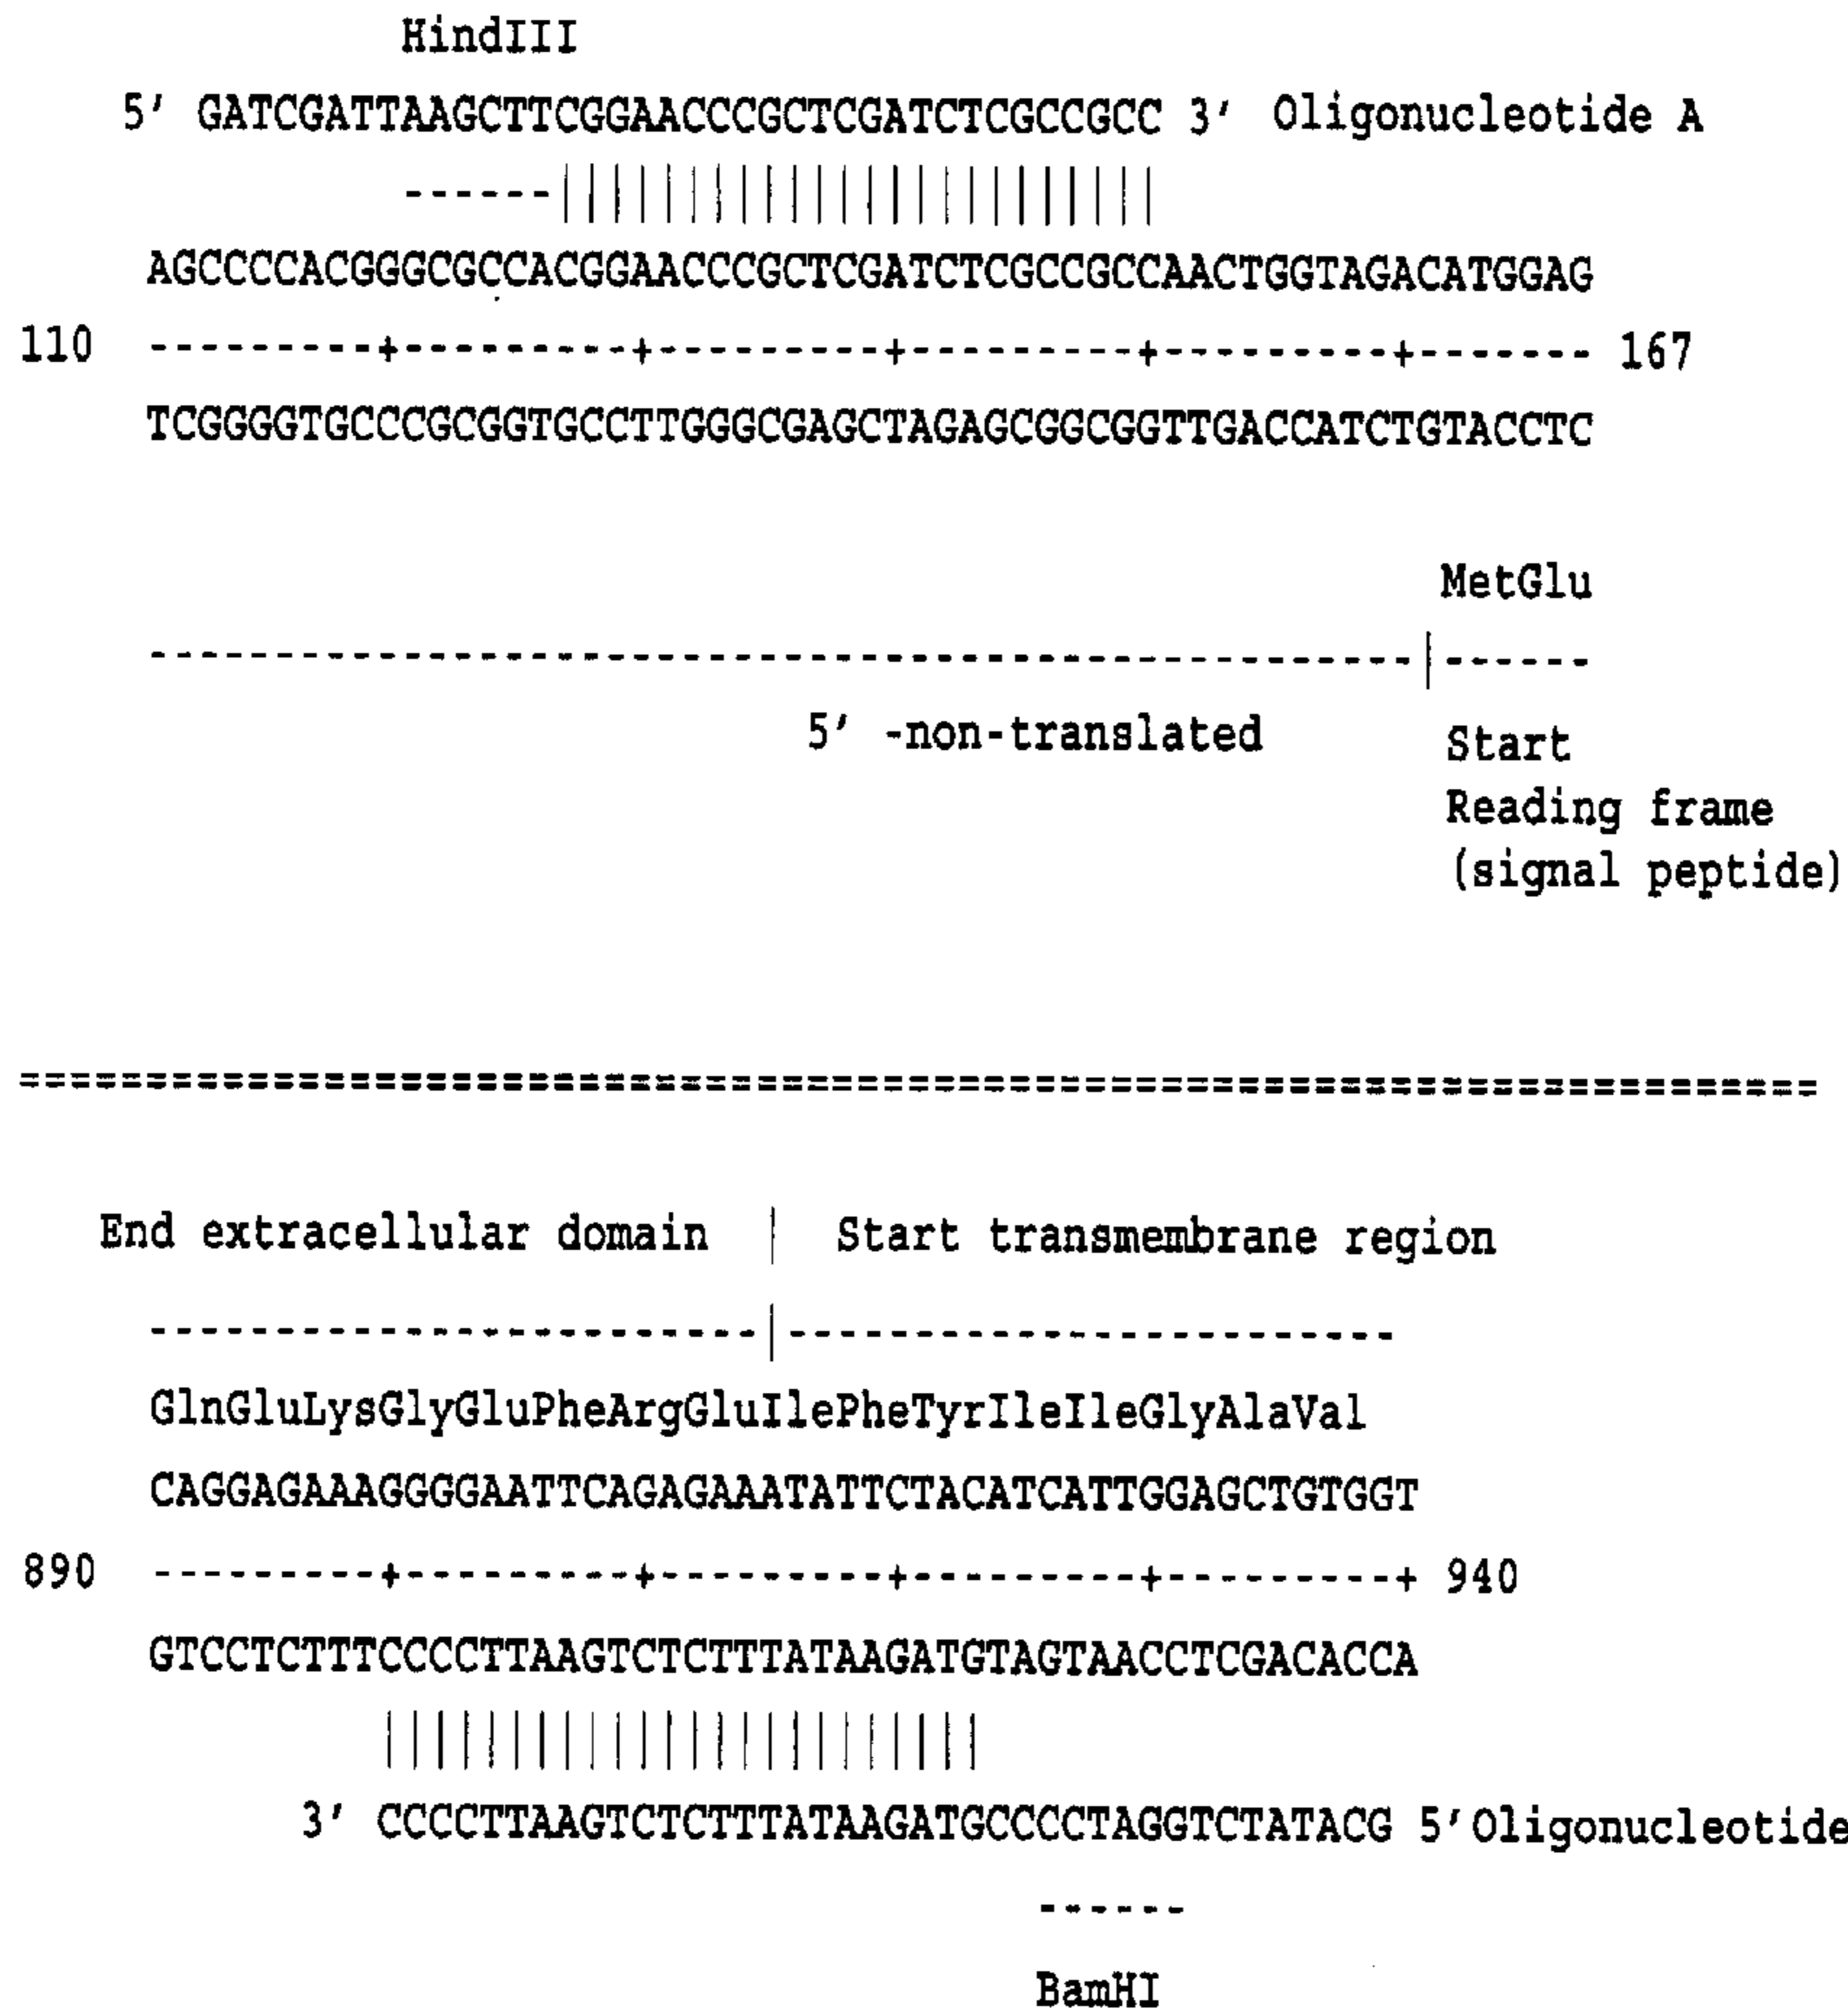 HindIII
5' GATCGATTAAGCTTCGGAACCCGCTCGATCTCGCCGCC 3' Oligonucleotide A
AGCCCCACGGGCGCCACGGAACCCGCTCGATCTCGCCGCCAACTGGTAGACATGGAG
110 ---------+---------+---------+---------+---------+------- 167
TCGGGGTGCCCGCGGTGCCTTGGGCGAGCTAGAGCGGCGGTTGACCATCTGTACCTC
MetGlu
5' -non-translated Start
Reading frame
(signal peptide)
End extracellular domain | Start transmembrane region
GlnGluLysGlyGluPheArgGluIlePheTyrIleIleGlyAlaVal
CAGGAGAAAGGGGAATTCAGAGAAATATTCTACATCATTGGAGCTGTGGT
890 ---------+---------+---------+---------+---------+ 940
GTCCTCTTTCCCCTTAAGTCTCTTTATAAGATGTAGTAACCTCGACACCA
3' CCCCTTAAGTCTCTTTATAAGATGCCCCTAGGTCTATACG 5'Oligonucleotide
BamHI